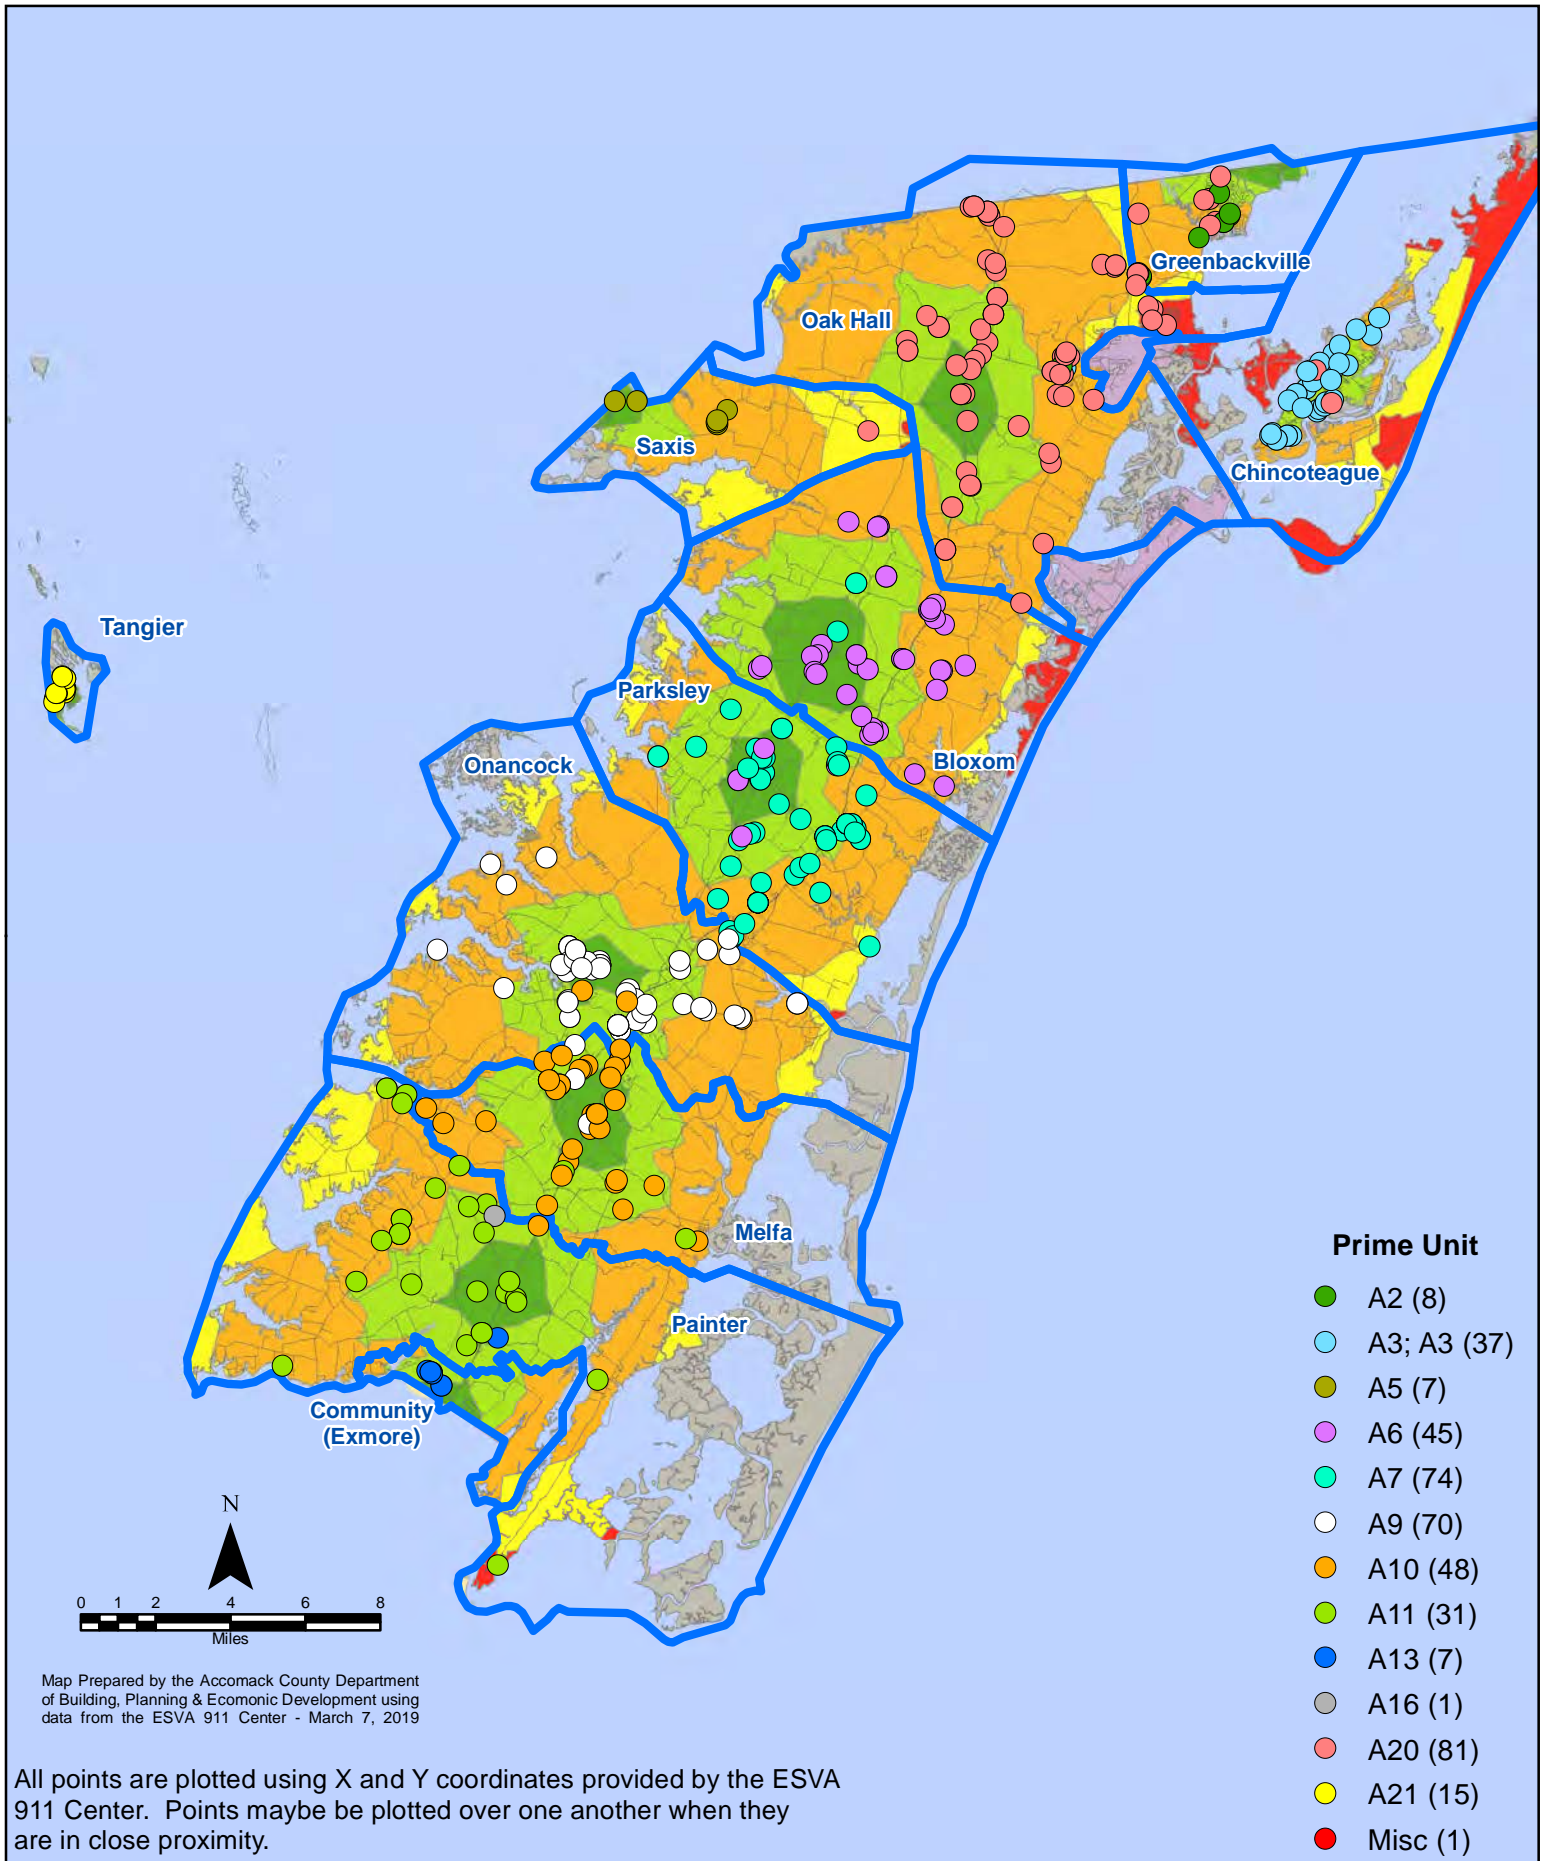 Greenbackville
Oak Hall
Saxis
Chincoteague
Tangier
Parksley
Onancock
Bloxom
Melfa
Painter
Community
(Exmore)
Prime Unit
A2 (8)
A3; A3 (37)
A5 (7)
A6 (45)
A7 (74)
A9 (70)
A10 (48)
A11 (31)
A13 (7)
A16 (1)
A20 (81)
A21 (15)
Misc (1)
N
0 1 2 4 6 8
Miles
Map Prepared by the Accomack County Department
of Building, Planning & Ecomonic Development using
data from the ESVA 911 Center - March 7, 2019
All points are plotted using X and Y coordinates provided by the ESVA
911 Center. Points maybe be plotted over one another when they
are in close proximity.